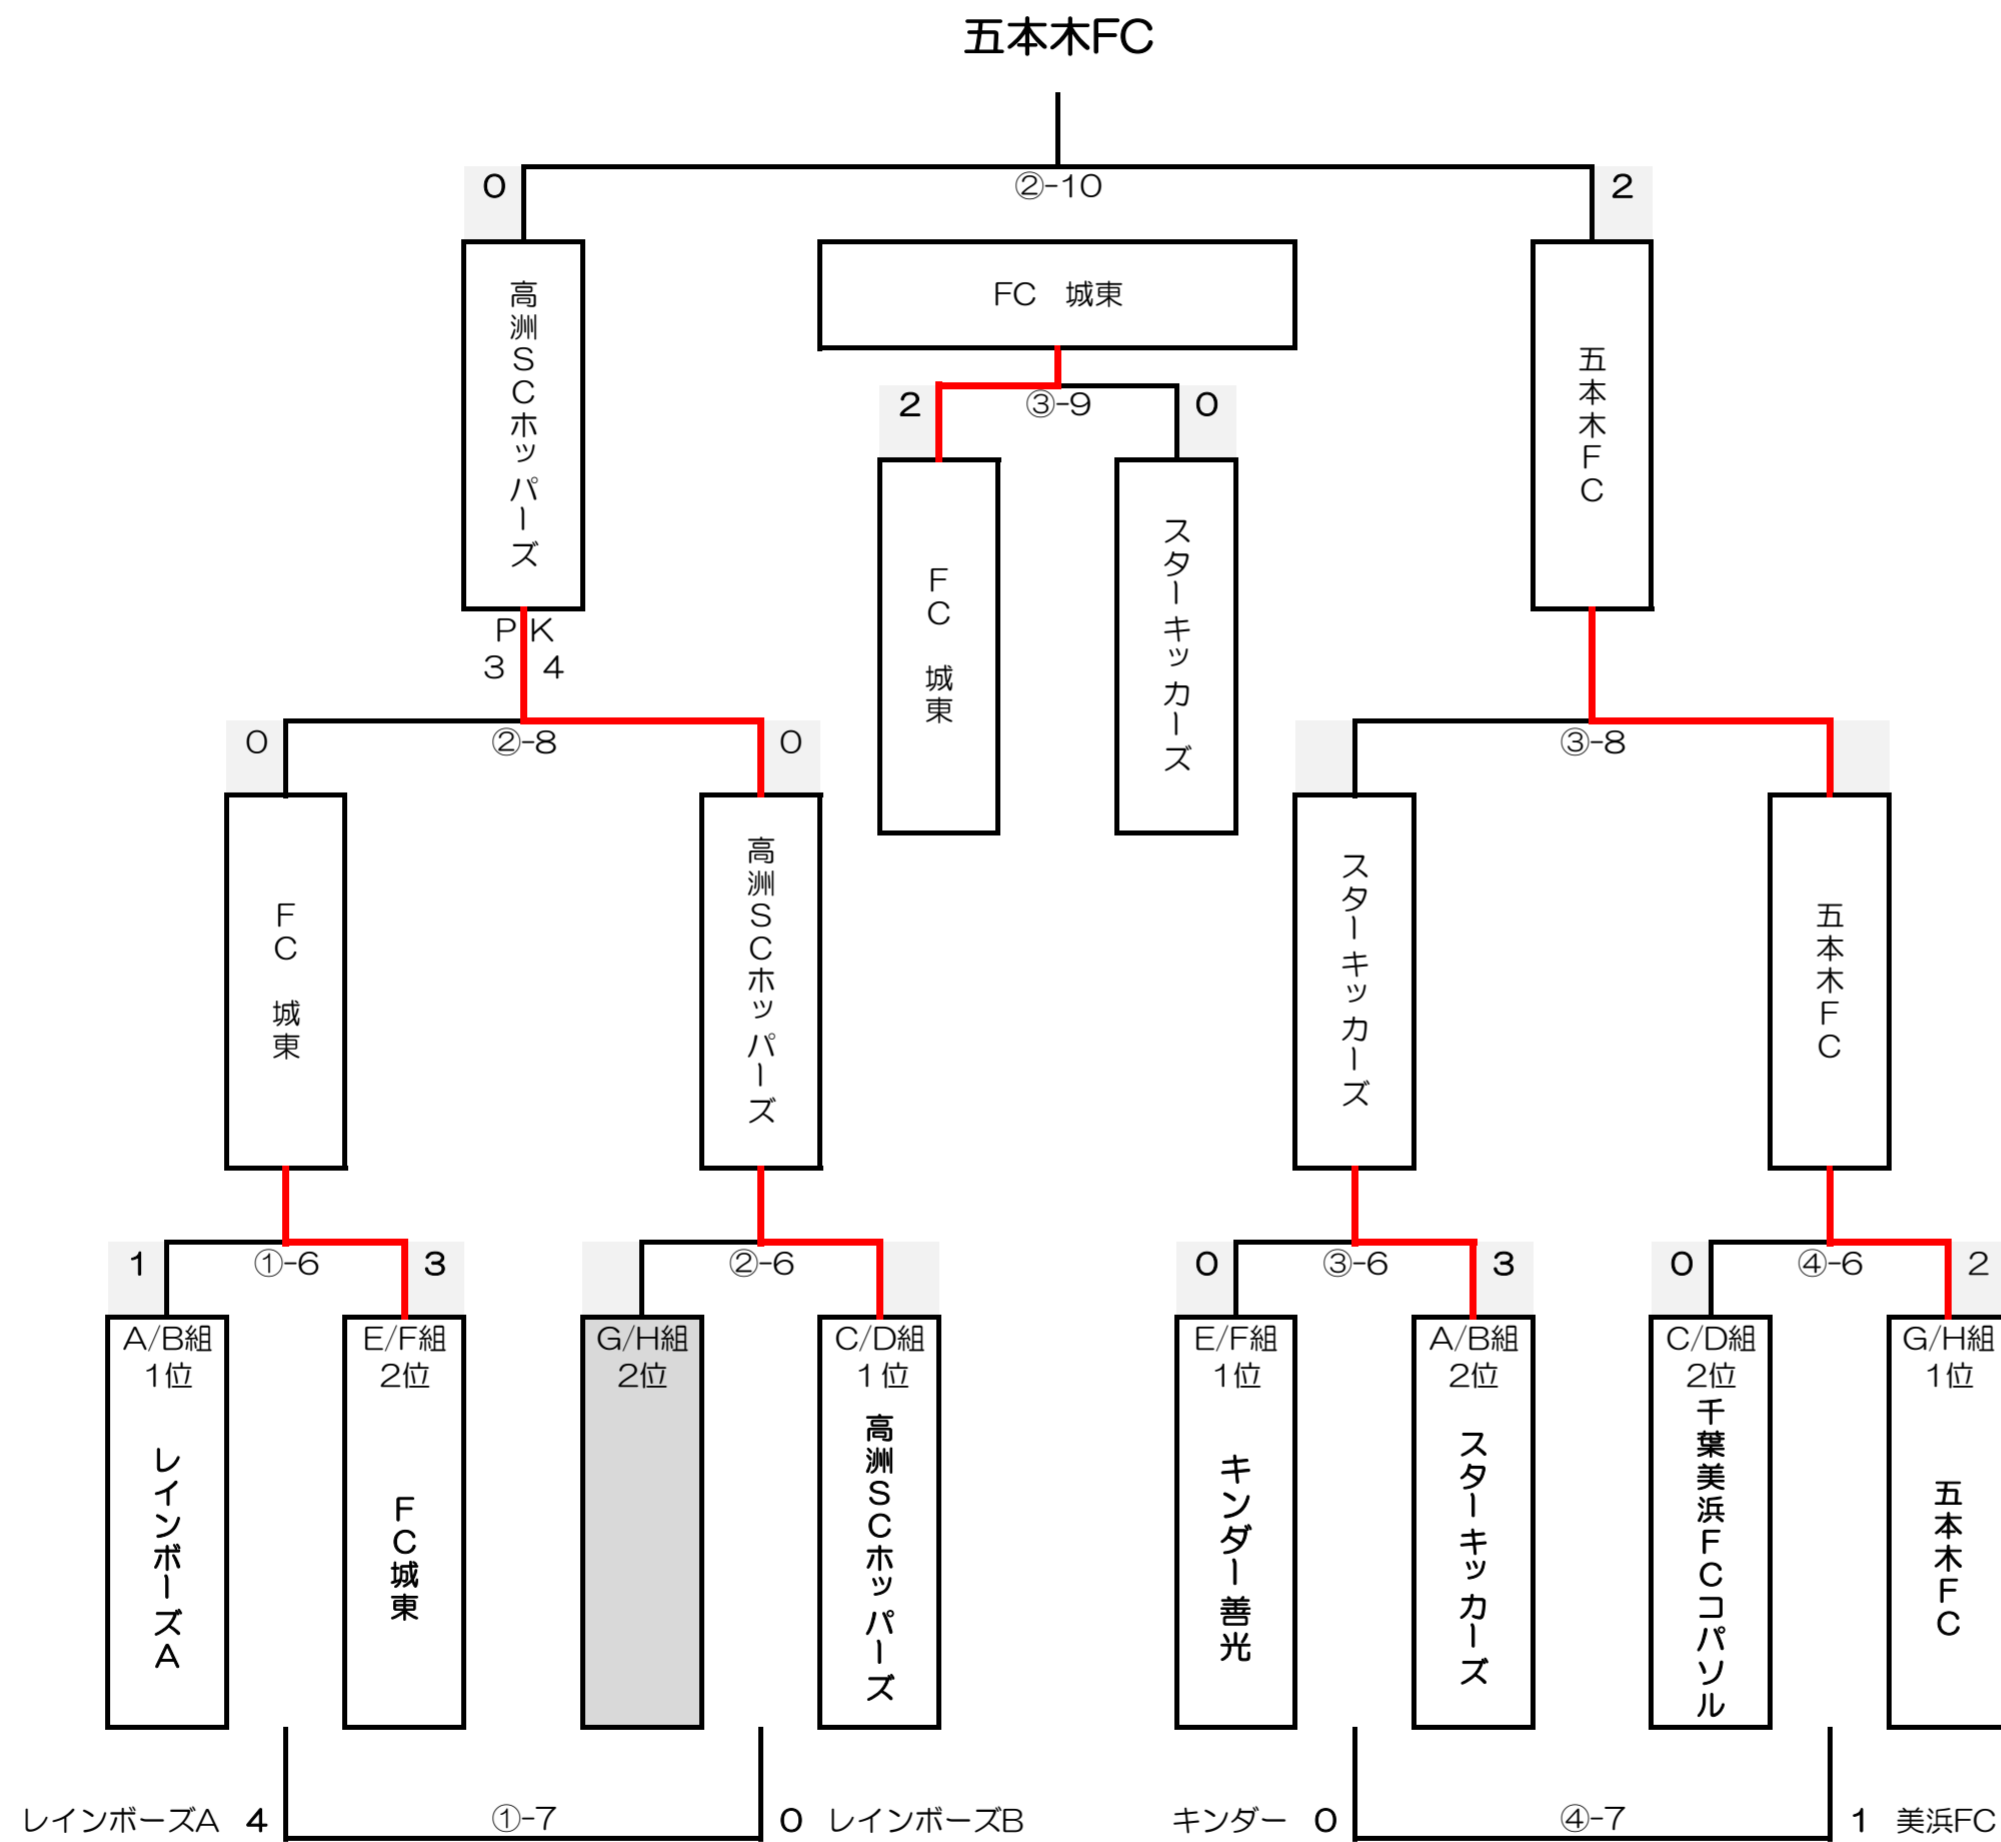 五本木FC
0
②-10
2
高洲SCホッパーズ
FC　城東
五本木FC
2
③-9
0
FC　城東
スターキッカーズ
PK
3 4
0
②-8
0
③-8
FC　城東
高洲SCホッパーズ
スターキッカーズ
五本木FC
1
①-6
3
②-6
0
③-6
3
0
④-6
2
A/B組
1位
レインボーズA
E/F組
2位
FC城東
G/H組
2位
C/D組
1位
高洲SCホッパーズ
E/F組
1位
キンダー善光
A/B組
2位
スターキッカーズ
C/D組
2位
千葉美浜FCコパソル
G/H組
1位
五本木FC
レインボーズA 4 ①-7 0 レインボーズB
キンダー 0 ④-7 1 美浜FC